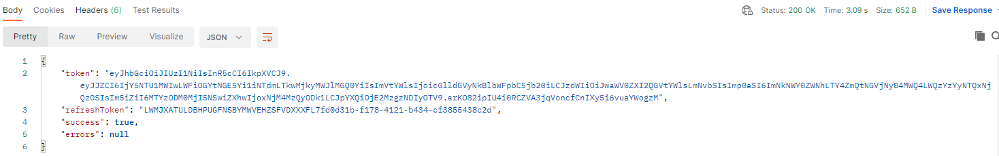 Body Cookies Headers (6) Test Results Status: 200 OK Time: 3.09 s Size: 652 B Save Response
Pretty Raw Preview Visualize JSON
1 {
2 "token": "eyJhbGciOiJIUzI1NiIsInR5cCI6IkpXVCJ9.
eyJJZCI6IjY5NTU1MWIwLWFiOGYtNGE5Yi1iNTdmLTkwMjkyMWJlMGQ0YiIsImVtYWlsIjoicGlldGVyNkBlbWFpbC5jb20iLCJzdWIiOiJwaWV0ZXI2QGVtYWlsLmNvbSIsImp0aSI6ImNkNWY0ZWNhLTY4ZmQtNGVjNy04MWQ4LWQzYzYyNTQxNj
QzOSIsIm5iZiI6MTYzODM0MjI5NSwiZXhwIjoxNjM4MzQyODk1LCJpYXQiOjE2MzgzNDIyOTV9.arKO82ipIU4i0RCZVA3jqVoncfCnIXy5i6vuaYWogzM",
3 "refreshToken": "LWMJXATULDBHPUGFNSBYMWVEHZSFVDXXXFL7fd0d31b-f178-4121-b434-cf3855438c2d",
4 "success": true,
5 "errors": null
6 }